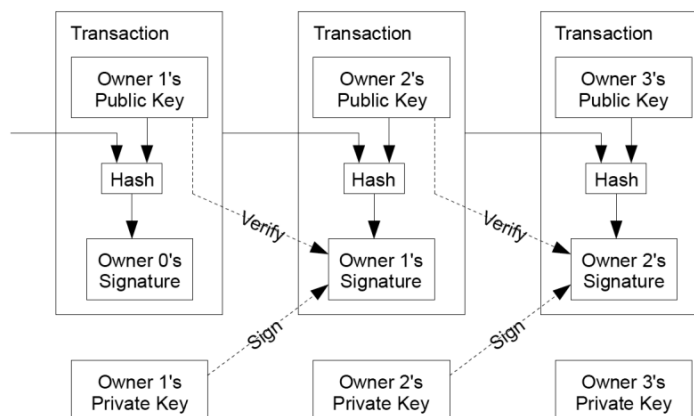 Transaction
Transaction
Transaction
Owner 1's
Public Key
Owner 2's
Public Key
Owner 3's
Public Key
Hash
Hash
Hash
Verify
Verify
Owner 0's
Signature
Owner 1's
Signature
Owner 2's
Signature
Sign
Sign
Owner 1's
Private Key
Owner 2's
Private Key
Owner 3's
Private Key